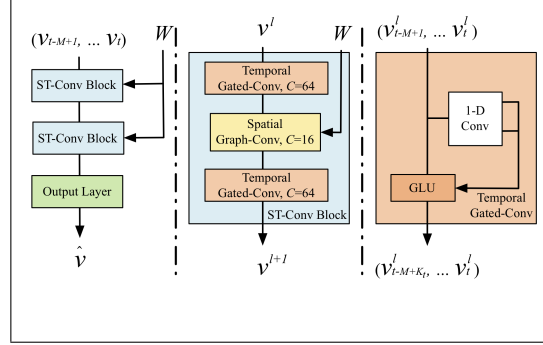 (v_{t-M+1}, ... v_t) W
ST-Conv Block
ST-Conv Block
Output Layer
v̂
v^l
W
Temporal
Gated-Conv, C=64
Spatial
Graph-Conv, C=16
Temporal
Gated-Conv, C=64
ST-Conv Block
v^{l+1}
(v^l_{t-M+1}, ... v^l_t)
1-D
Conv
GLU
Temporal
Gated-Conv
(v^l_{t-M+K_t}, ... v^l_t)